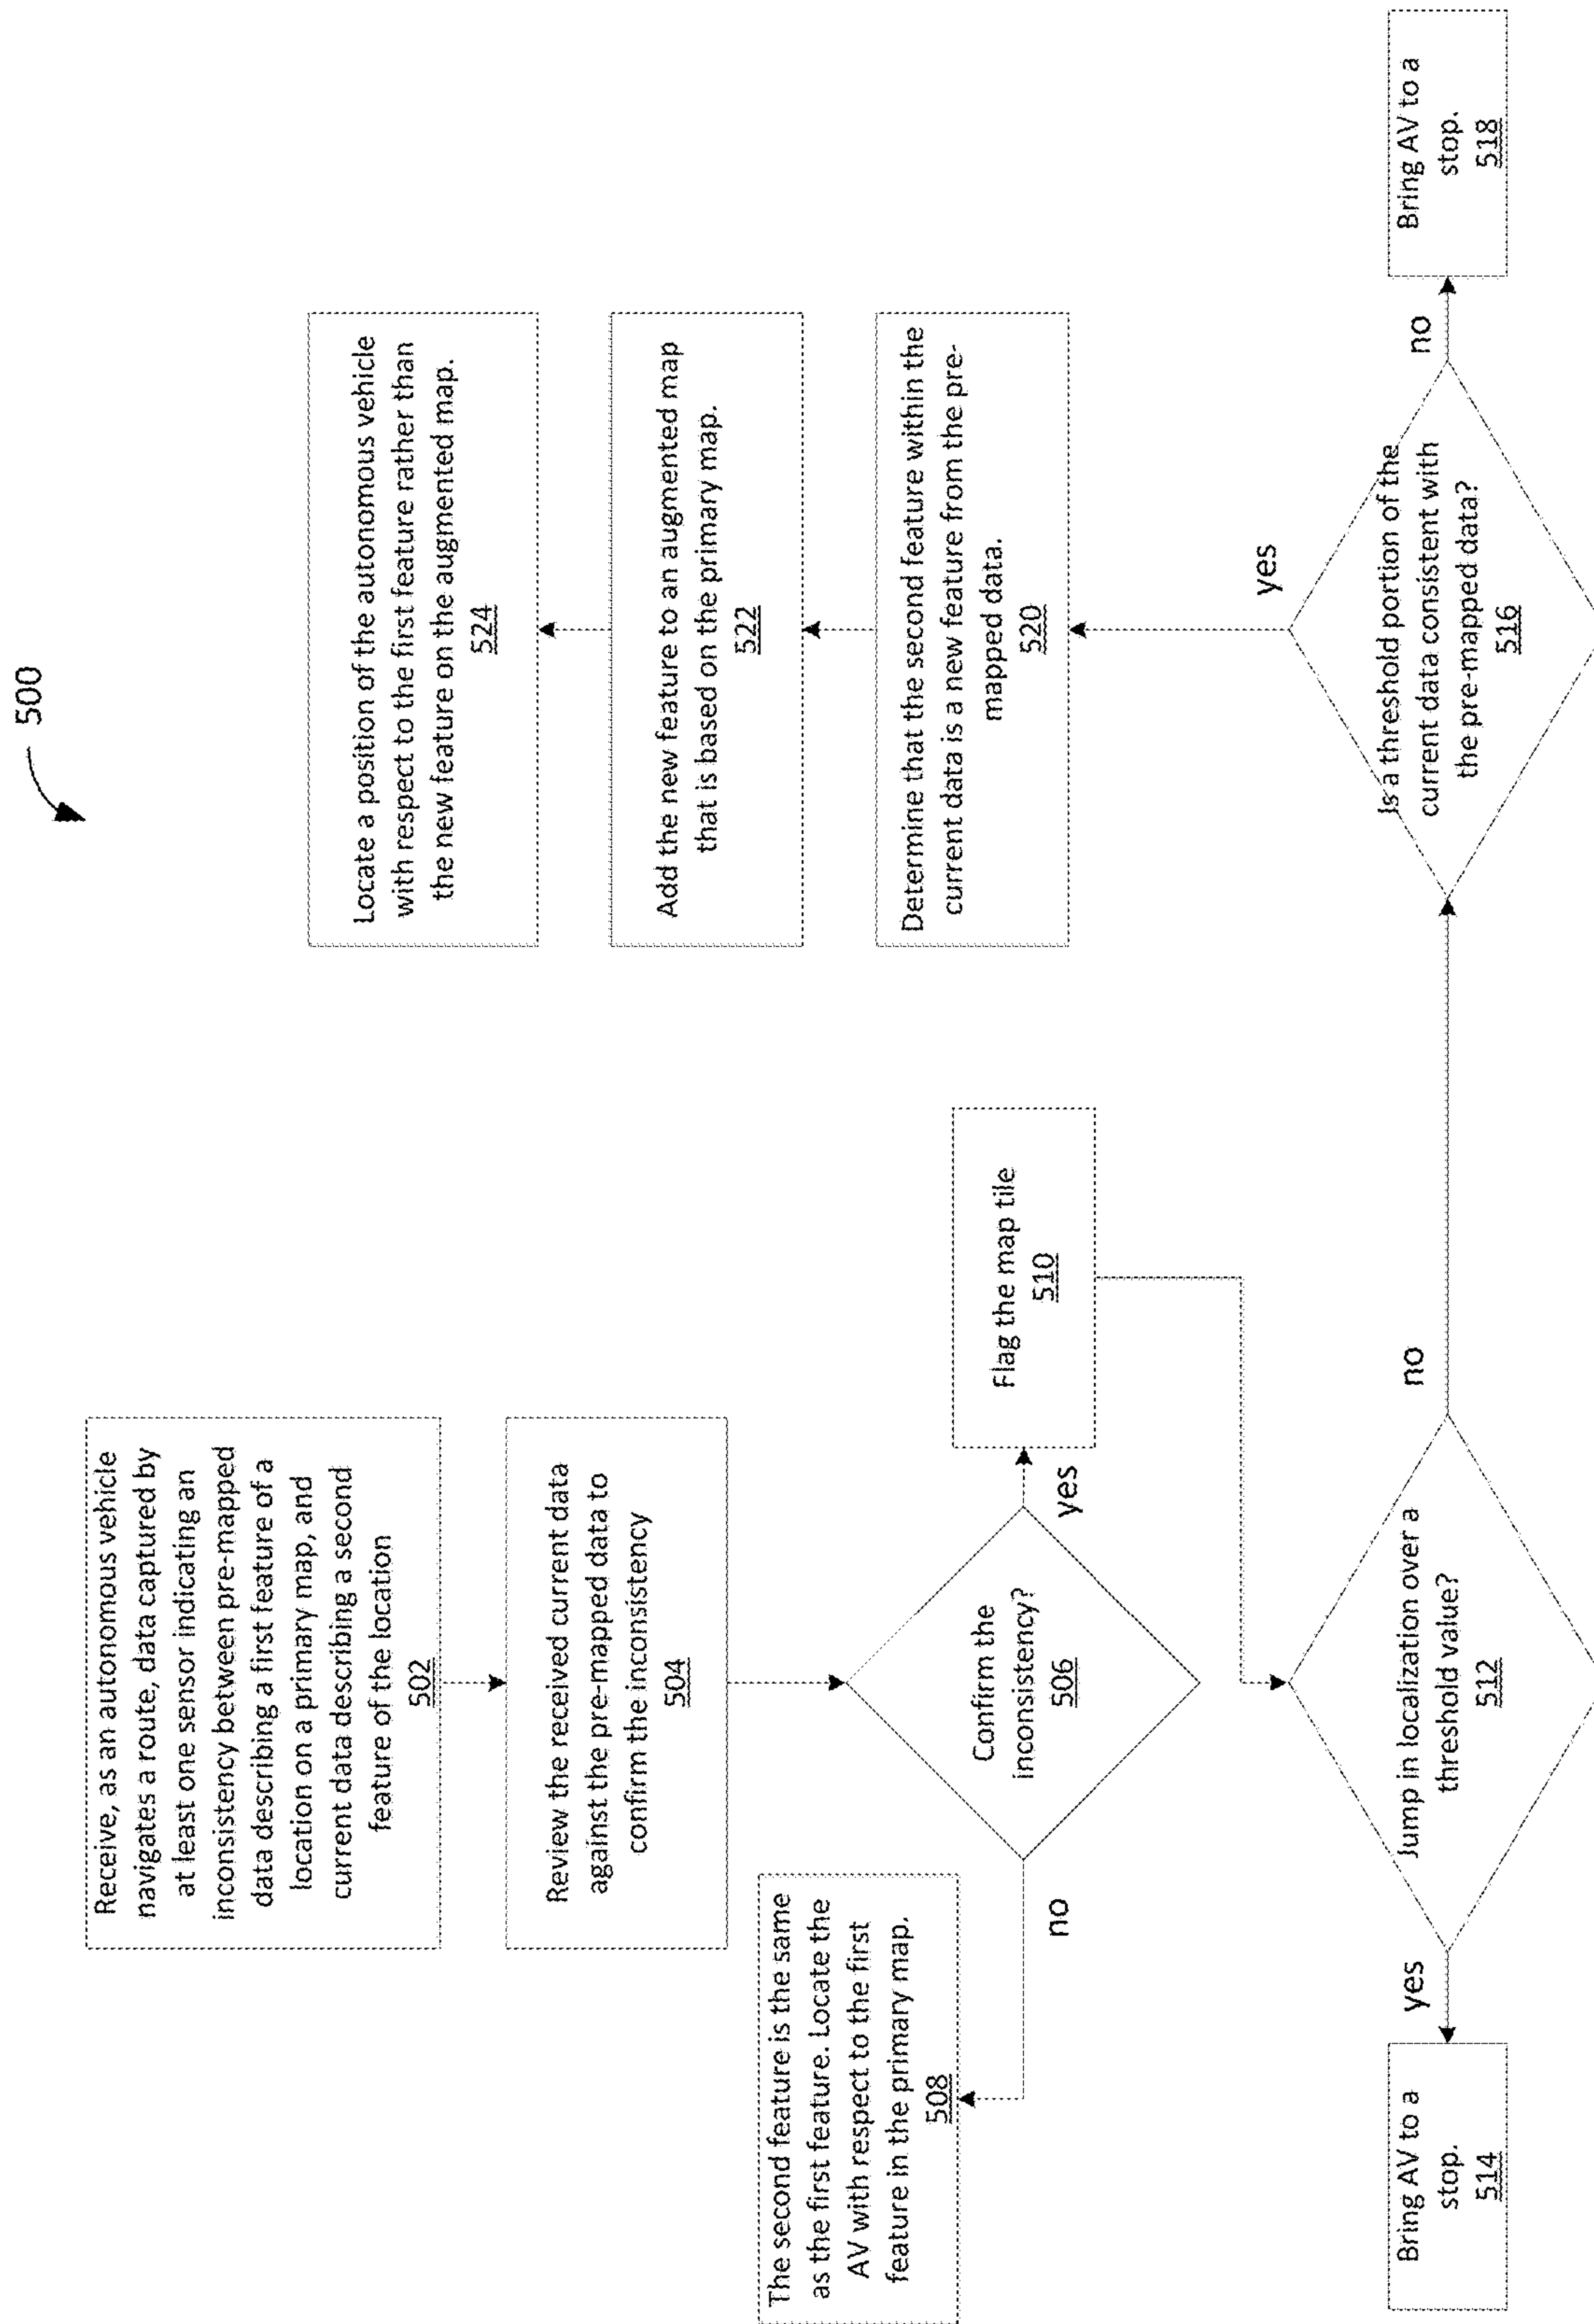 500
Receive, as an autonomous vehicle
navigates a route, data captured by
at least one sensor indicating an
inconsistency between pre-mapped
data describing a first feature of a
location on a primary map, and
current data describing a second
feature of the location
502
Review the received current data
against the pre-mapped data to
confirm the inconsistency
504
Confirm the
inconsistency?
506
no
yes
The second feature is the same
as the first feature. Locate the
AV with respect to the first
feature in the primary map.
508
Flag the map tile
510
Jump in localization over a
threshold value?
512
yes
no
Bring AV to a
stop.
514
Is a threshold portion of the
current data consistent with
the pre-mapped data?
516
no
yes
Bring AV to a
stop.
518
Determine that the second feature within the
current data is a new feature from the pre-
mapped data.
520
Add the new feature to an augmented map
that is based on the primary map.
522
Locate a position of the autonomous vehicle
with respect to the first feature rather than
the new feature on the augmented map.
524